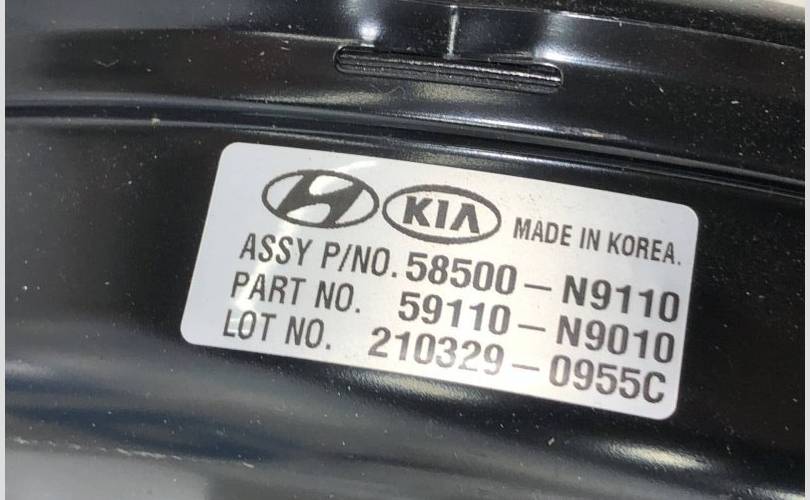 KIA MADE IN KOREA.
ASSY P/NO. 58500-N9110
PART NO. 59110-N9010
LOT NO. 210329-0955C